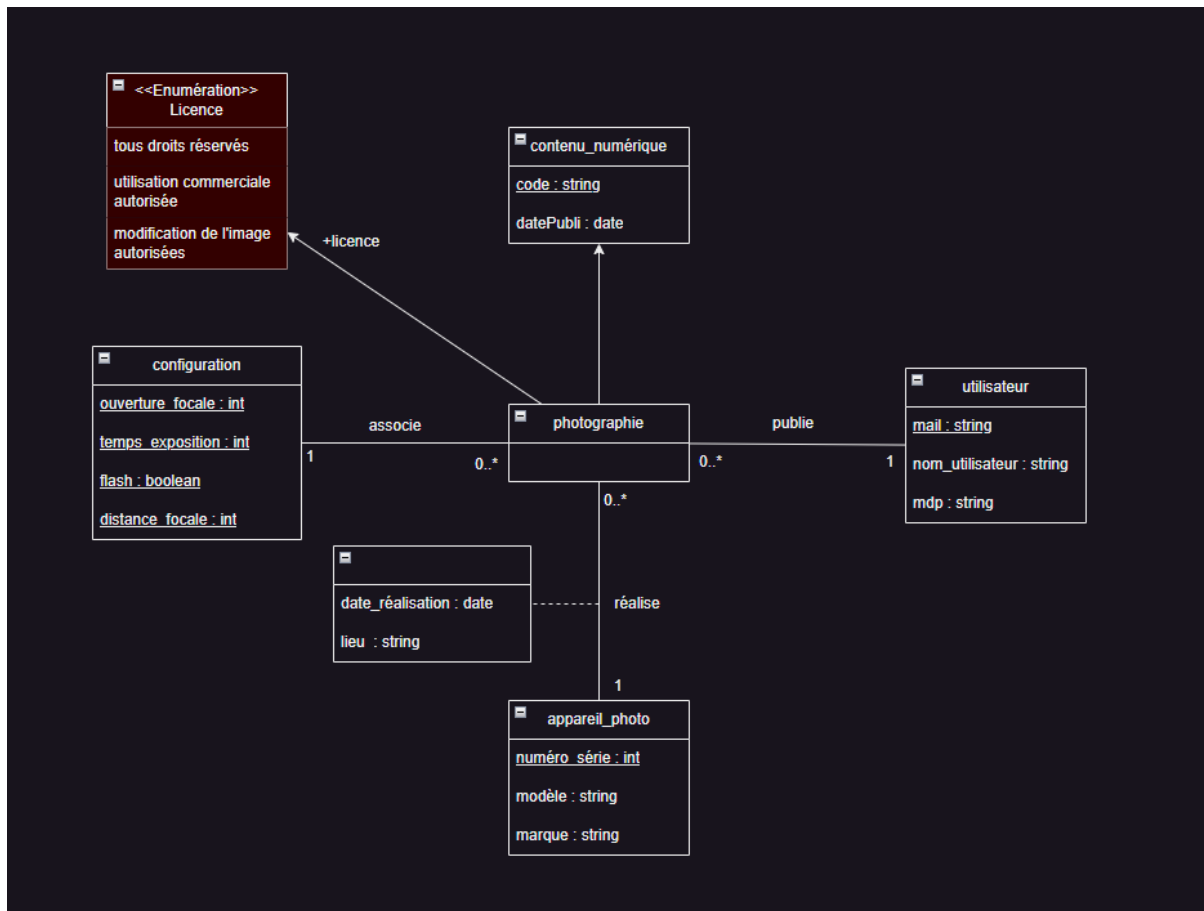 <<Enumération>>
Licence
tous droits réservés
utilisation commerciale
autorisée
modification de l'image
autorisées
+licence
contenu_numérique
code : string
datePubli : date
configuration
ouverture_focale : int
temps_exposition : int
flash : boolean
distance_focale : int
associe
1
0..*
photographie
publie
0..*
1
utilisateur
mail : string
nom_utilisateur : string
mdp : string
0..*
date_réalisation : date
lieu : string
réalise
1
appareil_photo
numéro_série : int
modèle : string
marque : string